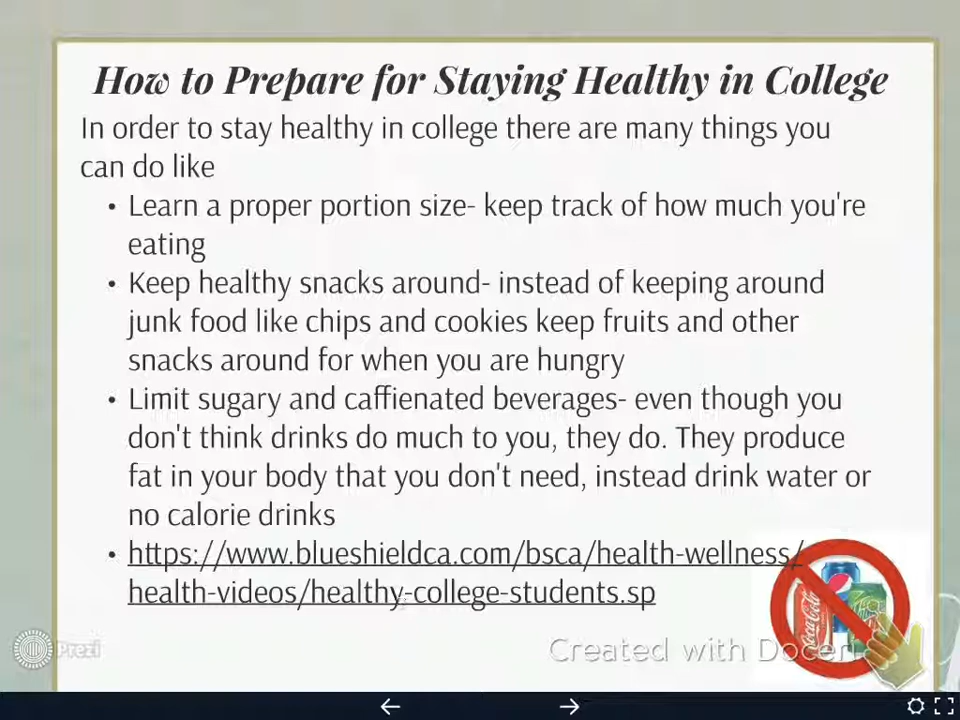 How to Prepare for Staying Healthy in College
In order to stay healthy in college there are many things you
can do like
• Learn a proper portion size- keep track of how much you're
eating
• Keep healthy snacks around- instead of keeping around
junk food like chips and cookies keep fruits and other
snacks around for when you are hungry
• Limit sugary and caffienated beverages- even though you
don't think drinks do much to you, they do. They produce
fat in your body that you don't need, instead drink water or
no calorie drinks
• https://www.blueshieldca.com/bsca/health-wellness/
health-videos/healthy-college-students.sp
Coca-Cola
Prezi
Created with Doceri